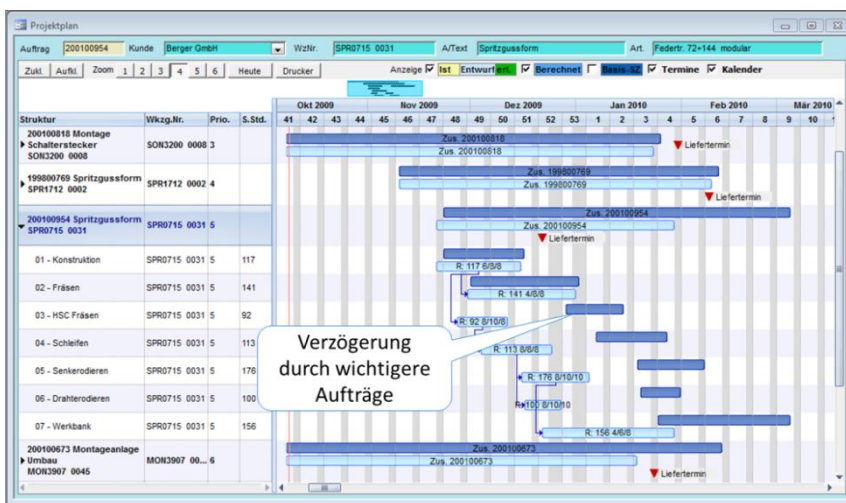 Projektplan
Auftrag 200100954 Kunde Berger GmbH WzNr. SPR0715 0031 A/Text Spritzgussform Art. Federtr. 72+144 modular
Zukl. Aufkl. Zoom 1 2 3 4 5 6 Heute Drucker Anzeige Ist Entwurf erl. Berechnet Basis-SZ Termine Kalender
Okt 2009 Nov 2009 Dez 2009 Jan 2010 Feb 2010 Mär 2010
Struktur Wkzg.Nr. Prio. S.Std. 41 42 43 44 45 46 47 48 49 50 51 52 53 1 2 3 4 5 6 7 8 9 10
200100818 Montage
Schalterstecker
SON3200 0008
SON3200 0008 3
Zus. 200100818
Zus. 200100818
Liefertermin
199800769 Spritzgussform
SPR1712 0002
SPR1712 0002 4
Zus. 199800769
Zus. 199800769
Liefertermin
200100954 Spritzgussform
SPR0715 0031
SPR0715 0031 5
Zus. 200100954
Zus. 200100954
Liefertermin
01 - Konstruktion SPR0715 0031 5 117
R: 117 6/8/8
02 - Fräsen SPR0715 0031 5 141
R: 141 4/8/8
03 - HSC Fräsen SPR0715 0031 5 92
R: 92 8/10/8
04 - Schleifen SPR0715 0031 5 113
R: 113 8/8/8
05 - Senkerodieren SPR0715 0031 5 176
R: 176 8/10/10
06 - Drahterodieren SPR0715 0031 5 100
R: 100 8/10/10
07 - Werkbank SPR0715 0031 5 156
R: 156 4/6/8
Verzögerung
durch wichtigere
Aufträge
200100673 Montageanlage
Umbau
MON3907 0045
MON3907 00... 6
Zus. 200100673
Zus. 200100673
Liefertermin